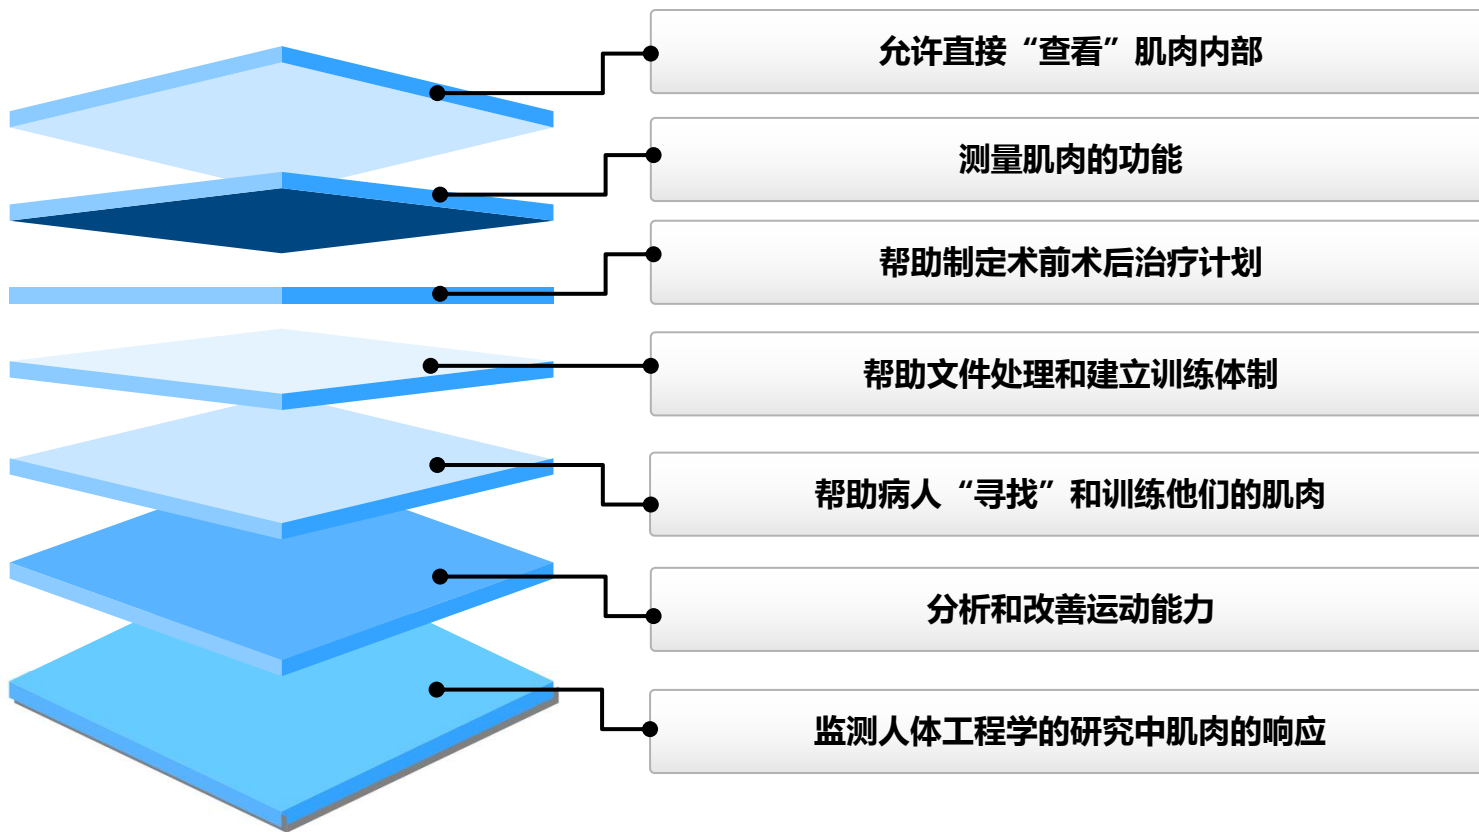 允许直接“查看”肌肉内部
测量肌肉的功能
帮助制定术前术后治疗计划
帮助文件处理和建立训练体制
帮助病人“寻找”和训练他们的肌肉
分析和改善运动能力
监测人体工程学的研究中肌肉的响应